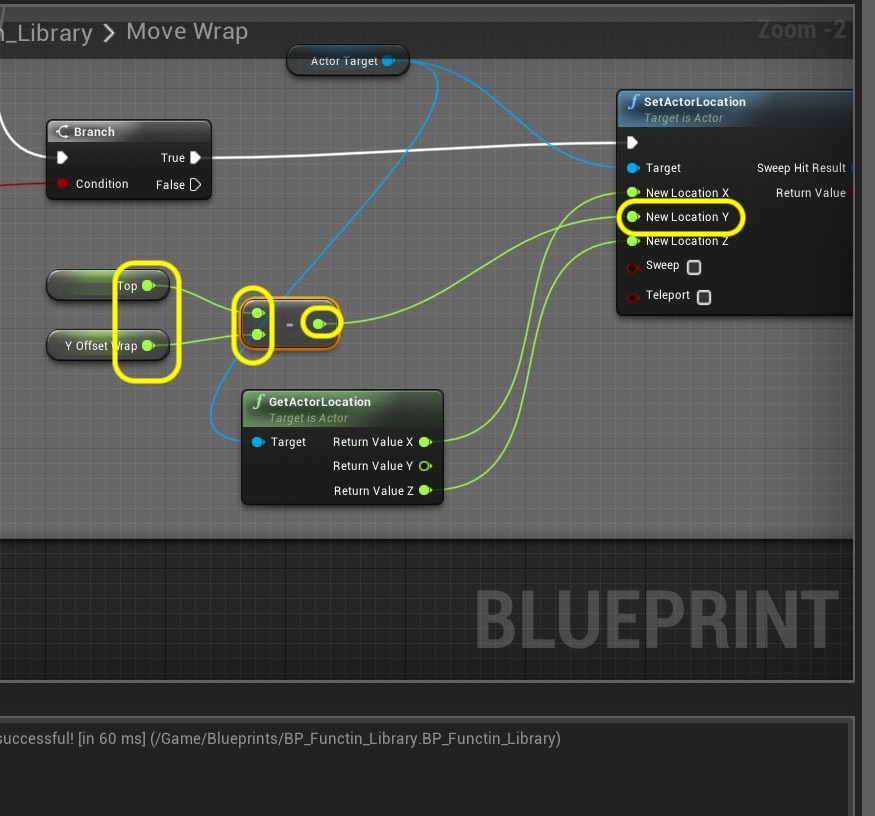 n_Library > Move Wrap
Zoom -2
Actor Target
Branch
True
Condition
False
SetActorLocation
Target is Actor
Target
Sweep Hit Result
New Location X
Return Value
New Location Y
New Location Z
Sweep
Teleport
Top
Y Offset Wrap
-
GetActorLocation
Target is Actor
Target
Return Value X
Return Value Y
Return Value Z
BLUEPRINT
successful! [in 60 ms] (/Game/Blueprints/BP_Functin_Library.BP_Functin_Library)